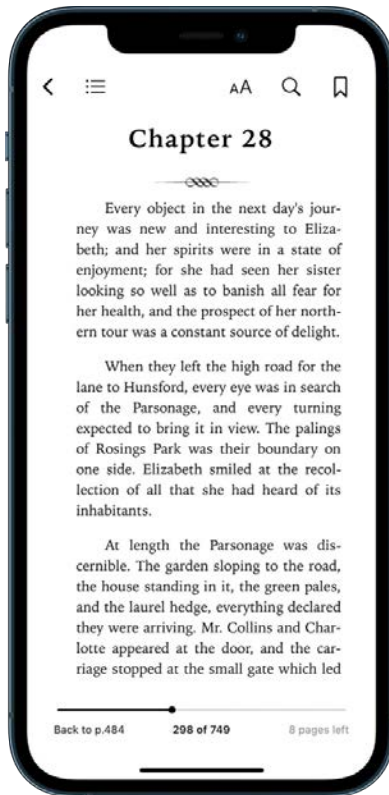 AA
Chapter 28
Every object in the next day's jour-
ney was new and interesting to Eliza-
beth; and her spirits were in a state of
enjoyment; for she had seen her sister
looking so well as to banish all fear for
her health, and the prospect of her north-
ern tour was a constant source of delight.
When they left the high road for the
lane to Hunsford, every eye was in search
of the Parsonage, and every turning
expected to bring it in view. The palings
of Rosings Park was their boundary on
one side. Elizabeth smiled at the recol-
lection of all that she had heard of its
inhabitants.
At length the Parsonage was dis-
cernible. The garden sloping to the road,
the house standing in it, the green pales,
and the laurel hedge, everything declared
they were arriving. Mr. Collins and Char-
lotte appeared at the door, and the car-
riage stopped at the small gate which led
Back to p.484 298 of 749 8 pages left